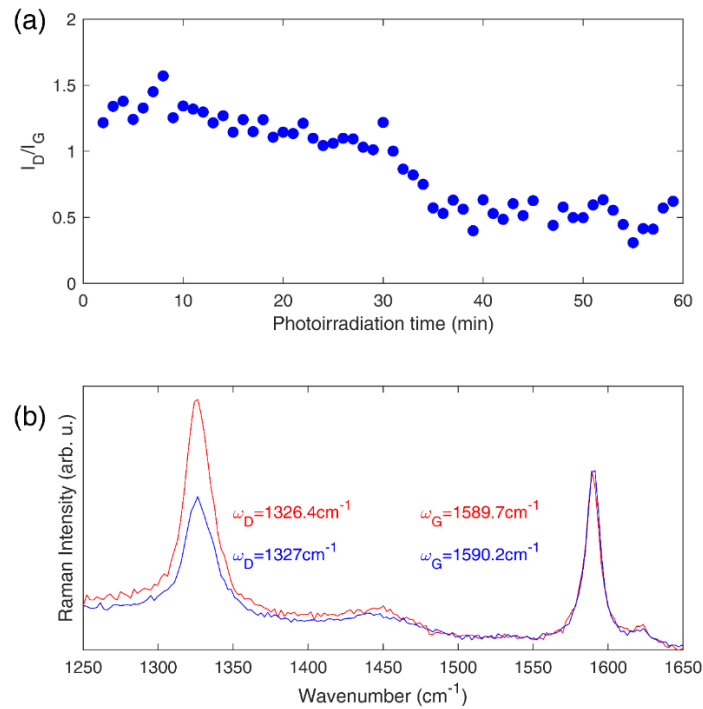 (a)
2
1.5
1
0.5
0
I_D/I_G
0 10 20 30 40 50 60
Photoirradiation time (min)
(b)
Raman Intensity (arb. u.)
ω_D=1326.4cm⁻¹ ω_G=1589.7cm⁻¹
ω_D=1327cm⁻¹ ω_G=1590.2cm⁻¹
1250 1300 1350 1400 1450 1500 1550 1600 1650
Wavenumber (cm⁻¹)